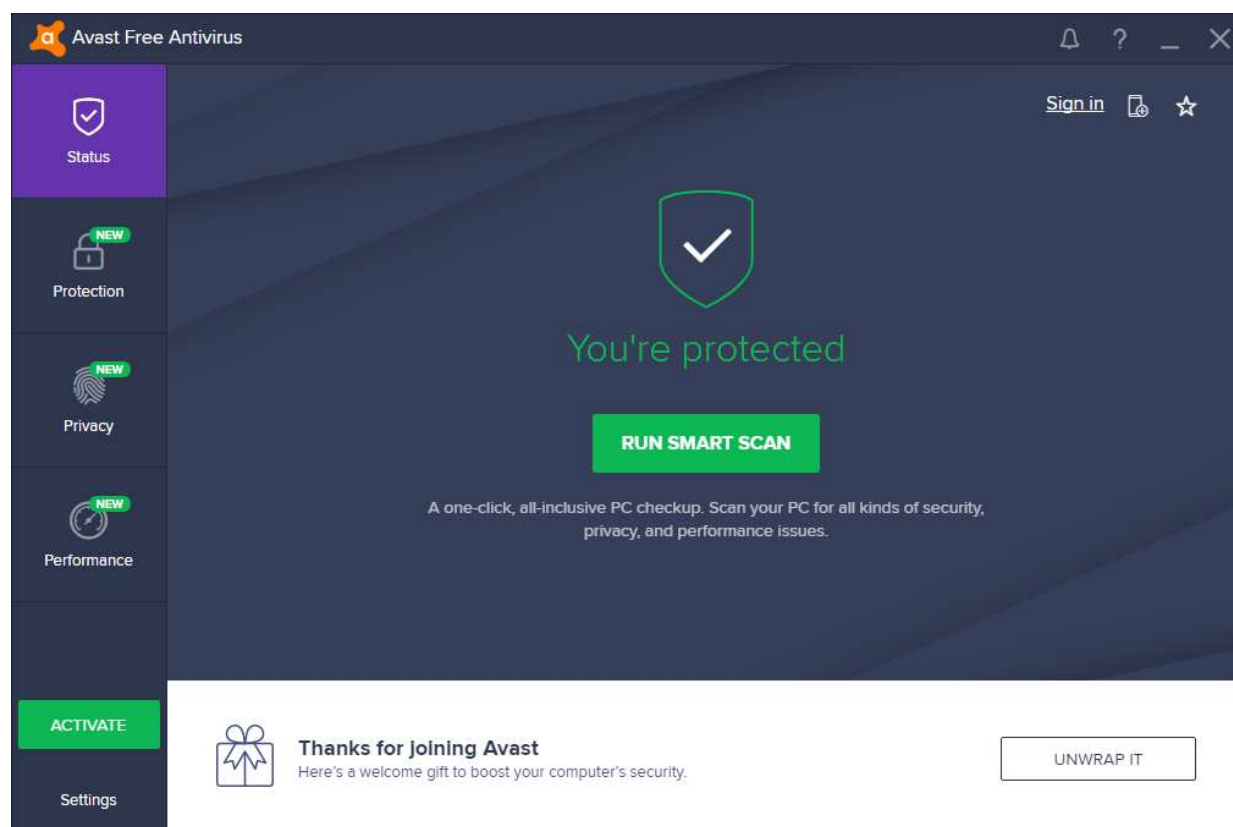 Avast Free Antivirus
?
Sign in
Status
NEW
Protection
NEW
Privacy
NEW
Performance
You're protected
RUN SMART SCAN
A one-click, all-inclusive PC checkup. Scan your PC for all kinds of security,
privacy, and performance issues.
ACTIVATE
Settings
Thanks for joining Avast
Here's a welcome gift to boost your computer's security.
UNWRAP IT